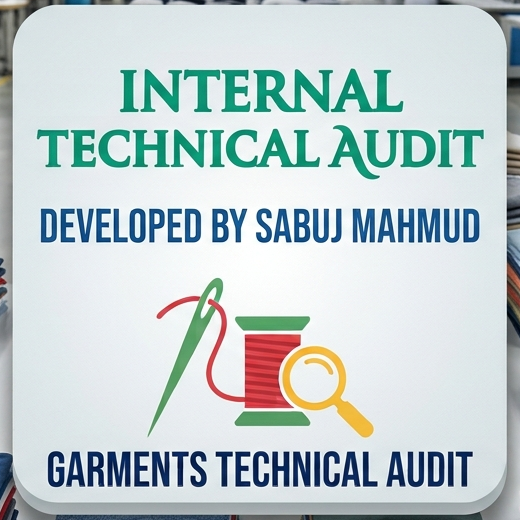 INTERNAL
TECHNICAL AUDIT
DEVELOPED BY SABUJ MAHMUD
GARMENTS TECHNICAL AUDIT